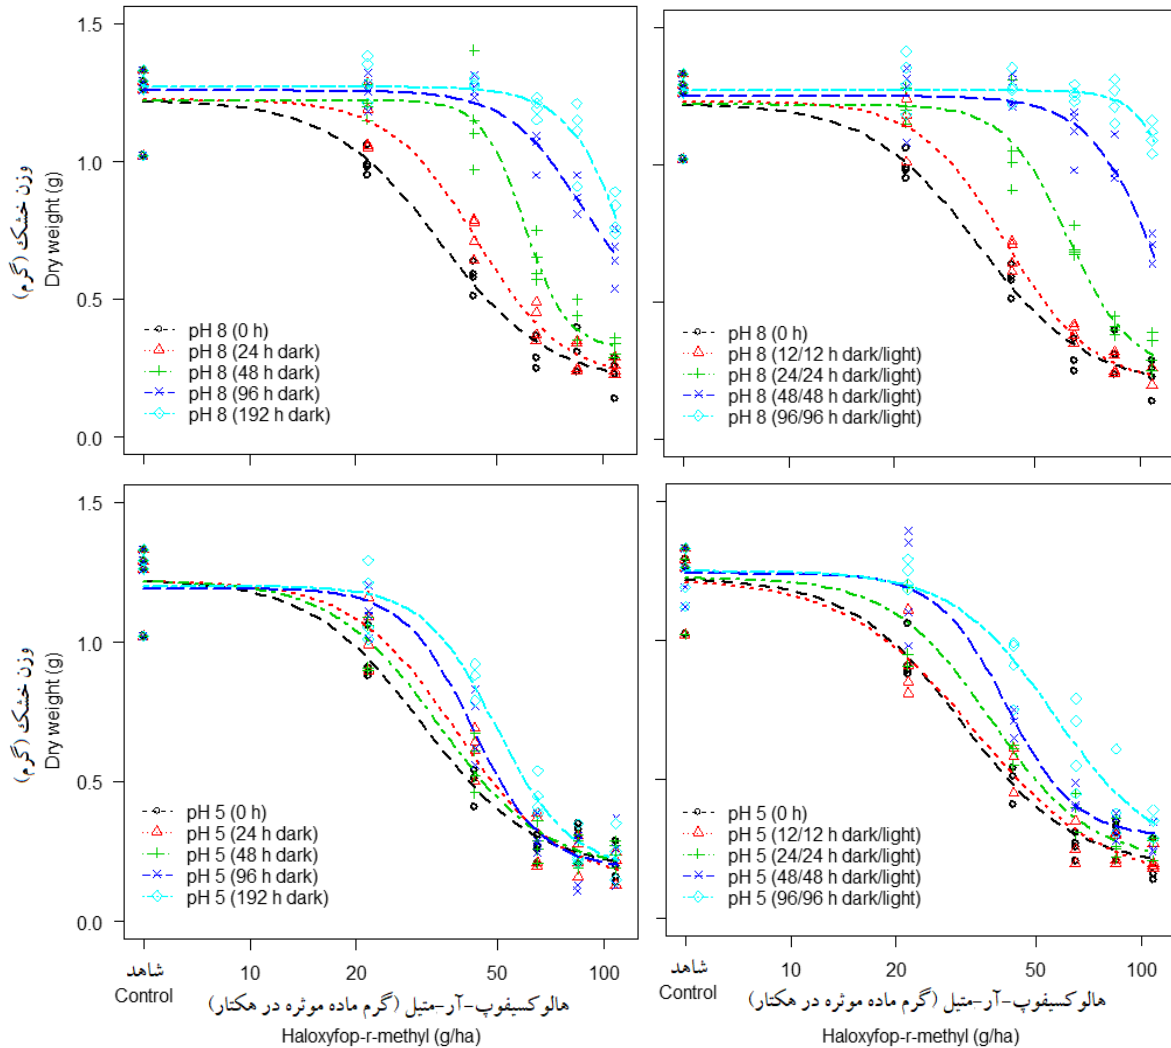 1.5
1.0
0.5
0.0
وزن خشک (گرم)
Dry weight (g)
pH 8 (0 h)
pH 8 (24 h dark)
pH 8 (48 h dark)
pH 8 (96 h dark)
pH 8 (192 h dark)
pH 8 (0 h)
pH 8 (12/12 h dark/light)
pH 8 (24/24 h dark/light)
pH 8 (48/48 h dark/light)
pH 8 (96/96 h dark/light)
1.5
1.0
0.5
0.0
وزن خشک (گرم)
Dry weight (g)
pH 5 (0 h)
pH 5 (24 h dark)
pH 5 (48 h dark)
pH 5 (96 h dark)
pH 5 (192 h dark)
pH 5 (0 h)
pH 5 (12/12 h dark/light)
pH 5 (24/24 h dark/light)
pH 5 (48/48 h dark/light)
pH 5 (96/96 h dark/light)
شاهد 10 20 50 100 شاهد 10 20 50 100
Control Control
هالوکسیفوپ-آر-متیل (گرم ماده موثره در هکتار) هالوکسیفوپ-آر-متیل (گرم ماده موثره در هکتار)
Haloxyfop-r-methyl (g/ha) Haloxyfop-r-methyl (g/ha)